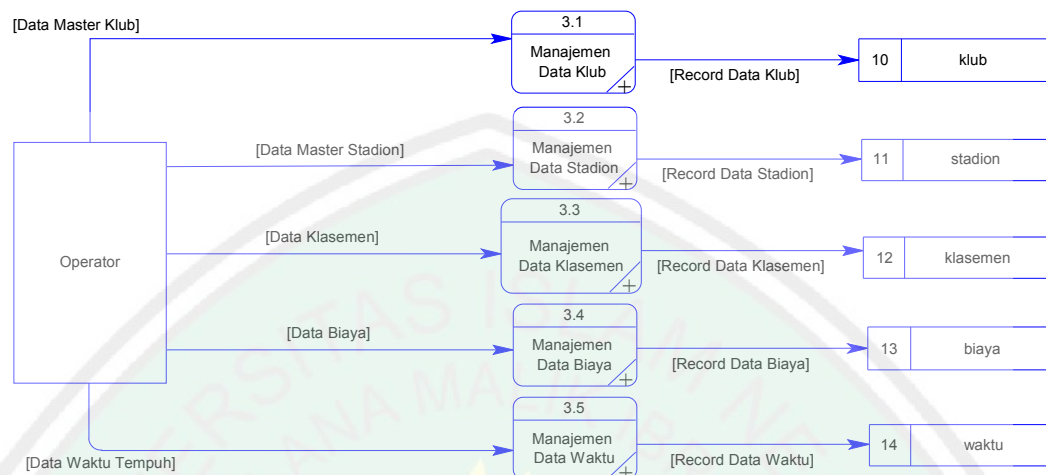 [Data Master Klub]
3.1
Manajemen
Data Klub
+
[Record Data Klub]
10 klub
Operator
[Data Master Stadion]
3.2
Manajemen
Data Stadion
+
[Record Data Stadion]
11 stadion
[Data Klasemen]
3.3
Manajemen
Data Klasemen
+
[Record Data Klasemen]
12 klasemen
[Data Biaya]
3.4
Manajemen
Data Biaya
+
[Record Data Biaya]
13 biaya
[Data Waktu Tempuh]
3.5
Manajemen
Data Waktu
+
[Record Data Waktu]
14 waktu